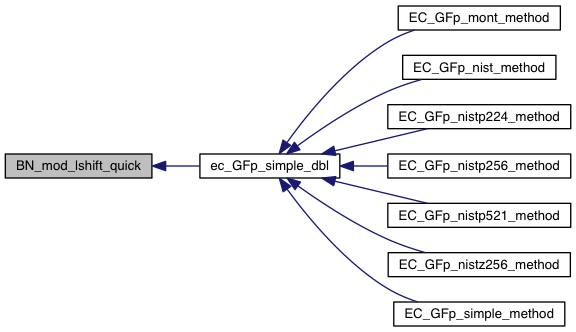 EC_GFp_mont_method
EC_GFp_nist_method
EC_GFp_nistp224_method
BN_mod_lshift_quick
ec_GFp_simple_dbl
EC_GFp_nistp256_method
EC_GFp_nistp521_method
EC_GFp_nistz256_method
EC_GFp_simple_method